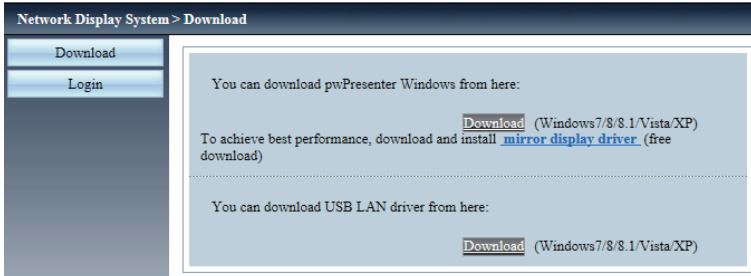 Network Display System > Download
Download
Login
You can download pwPresenter Windows from here:
Download (Windows7/8/8.1/Vista/XP)
To achieve best performance, download and install mirror display driver (free
download)
You can download USB LAN driver from here:
Download (Windows7/8/8.1/Vista/XP)